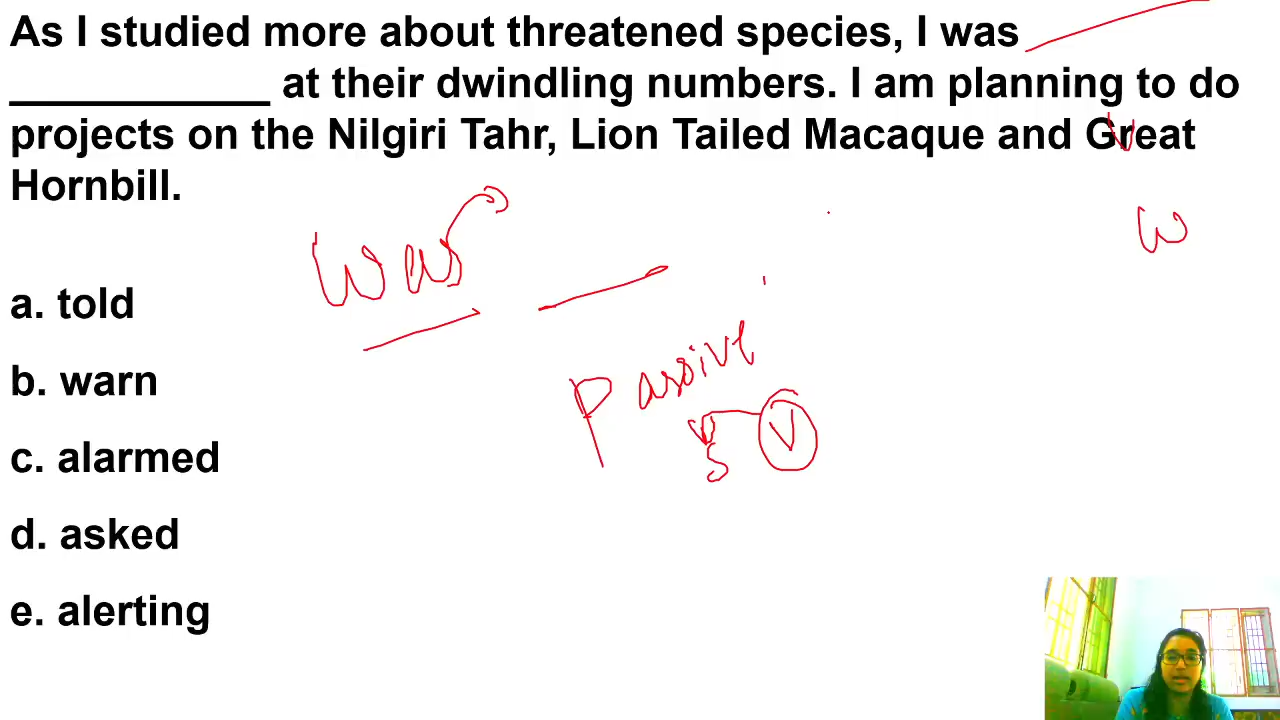 As I studied more about threatened species, I was
___________ at their dwindling numbers. I am planning to do
projects on the Nilgiri Tahr, Lion Tailed Macaque and Great
Hornbill.
was
a. told
Passive
b. warn
V
c. alarmed
d. asked
e. alerting